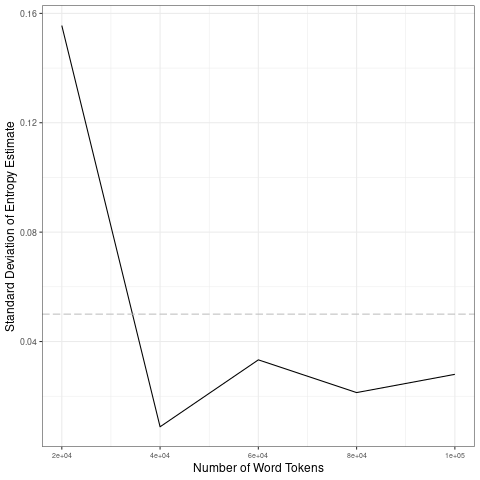 Standard Deviation of Entropy Estimate
0.16
0.12
0.08
0.04
2e+04 4e+04 6e+04 8e+04 1e+05
Number of Word Tokens